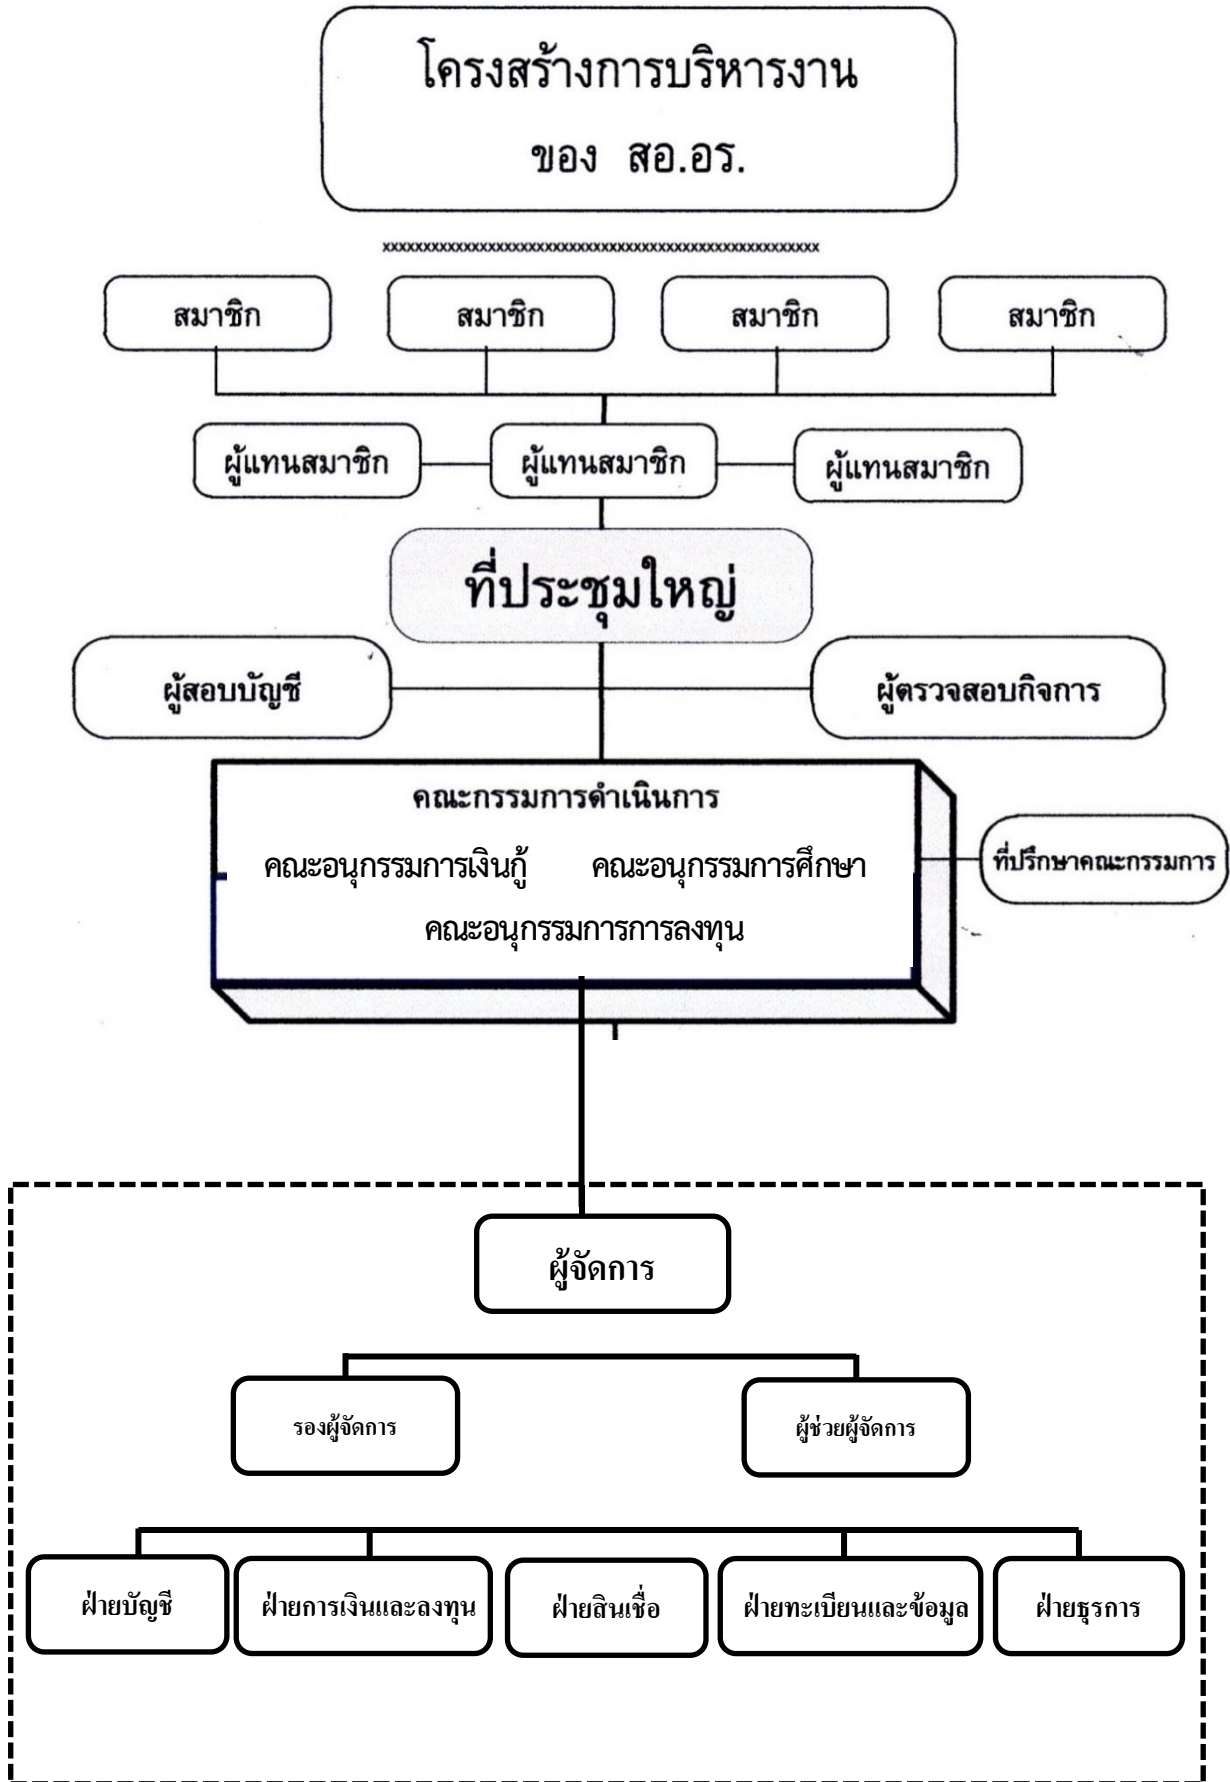 โครงสร้างการบริหารงาน
ของ สอ.อร.
xxxxxxxxxxxxxxxxxxxxxxxxxxxxxxxxxxxxxxxxxxxxxxxxxxxxxx
สมาชิก สมาชิก สมาชิก สมาชิก
ผู้แทนสมาชิก ผู้แทนสมาชิก ผู้แทนสมาชิก
ที่ประชุมใหญ่
ผู้สอบบัญชี ผู้ตรวจสอบกิจการ
คณะกรรมการดำเนินการ
คณะอนุกรรมการเงินกู้ คณะอนุกรรมการศึกษา
ที่ปรึกษาคณะกรรมการ
คณะอนุกรรมการการลงทุน
ผู้จัดการ
รองผู้จัดการ ผู้ช่วยผู้จัดการ
ฝ่ายบัญชี ฝ่ายการเงินและลงทุน ฝ่ายสินเชื่อ ฝ่ายทะเบียนและข้อมูล ฝ่ายธุรการ